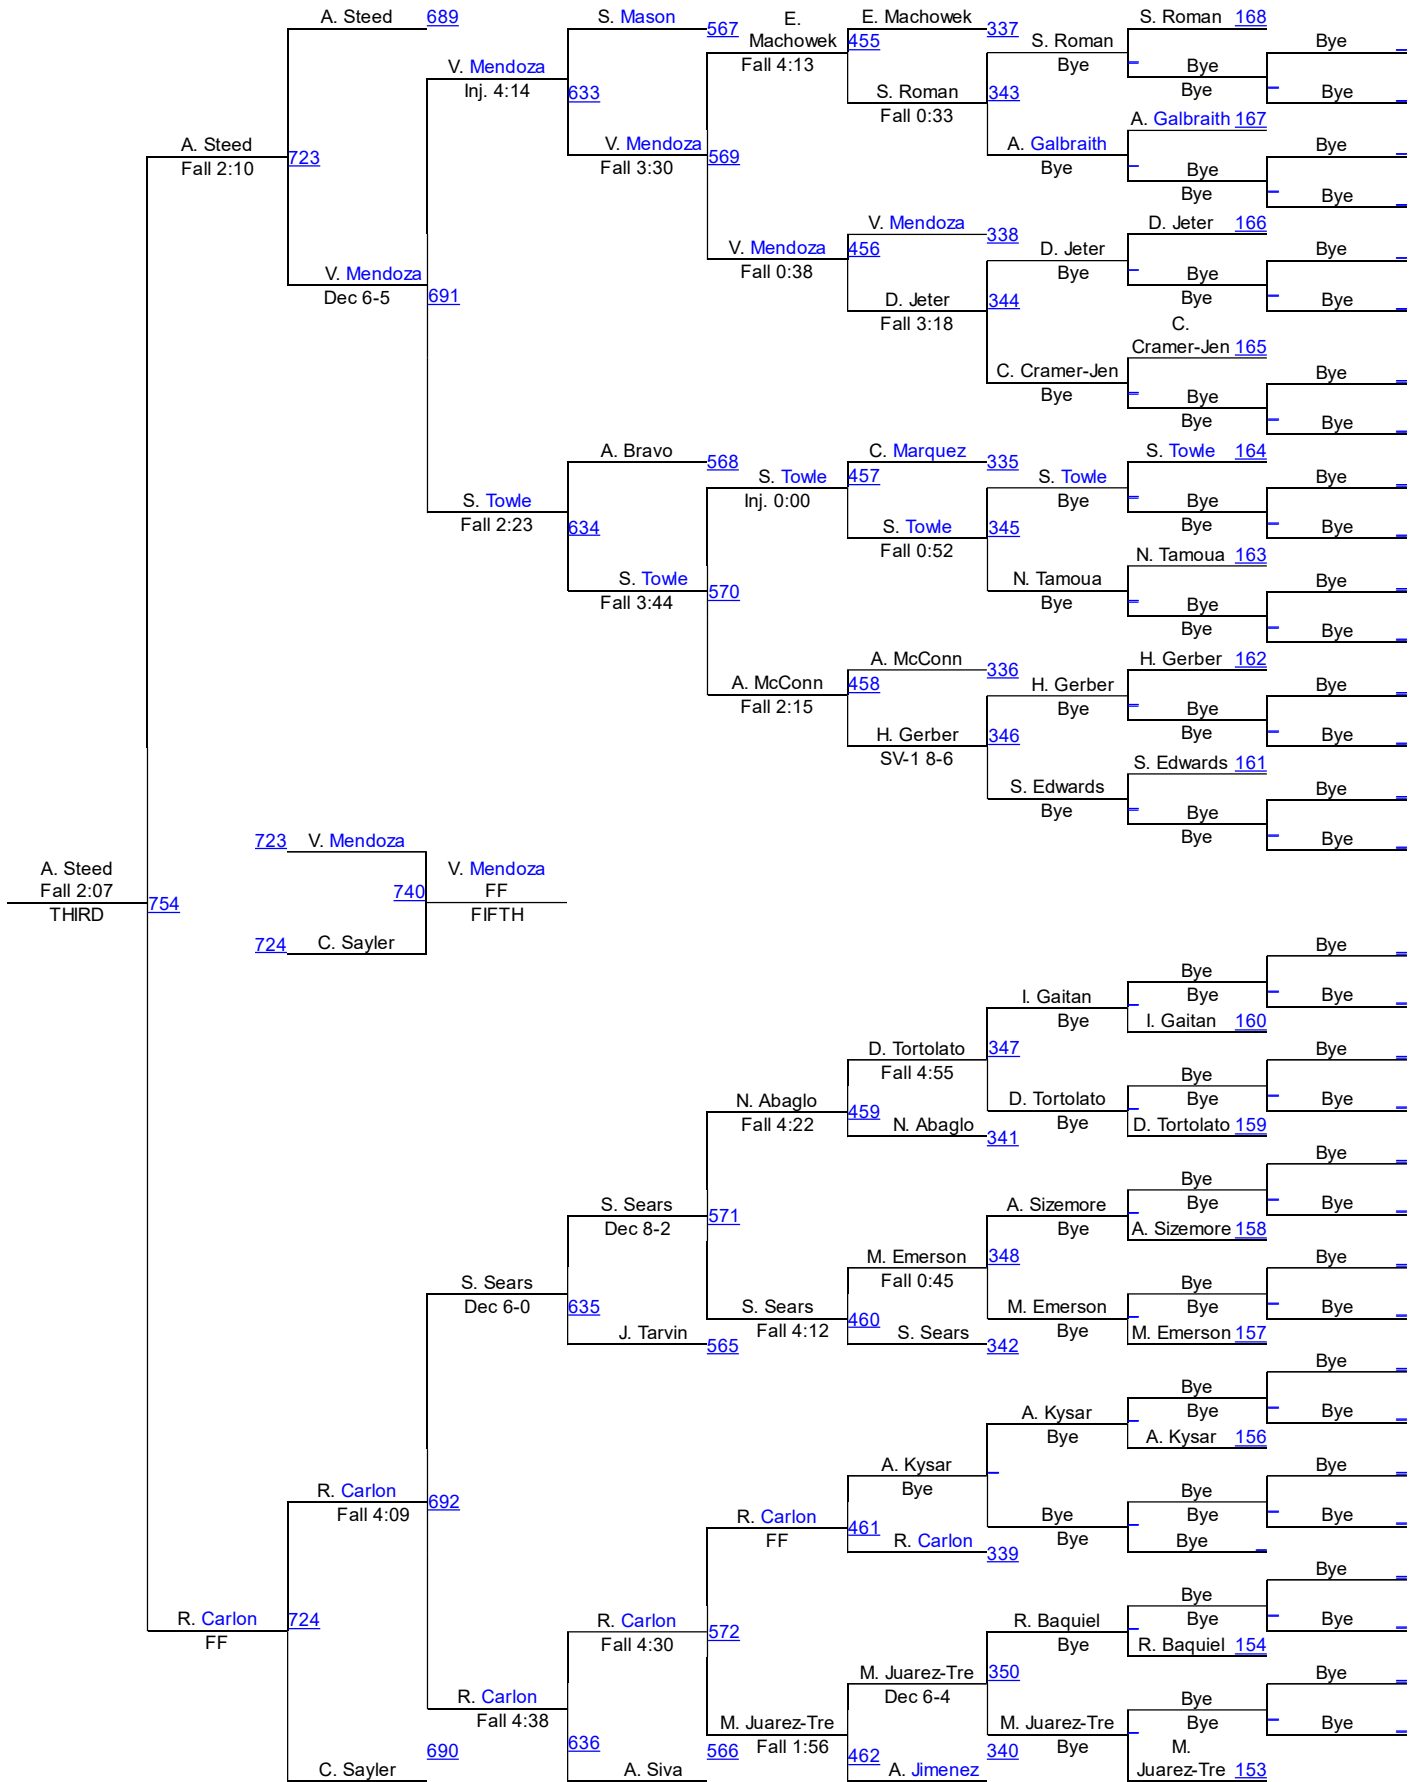 A. Steed 689
S. Mason
567
E.
Machowek
Fall 4:13
E. Machowek
337
455
S. Roman
Bye
S. Roman 168
Bye
Bye
Bye
Bye
V. Mendoza
Inj. 4:14
633
S. Roman
Fall 0:33
343
A. Galbraith 167
A. Steed
Fall 2:10
723
V. Mendoza
Fall 3:30
569
A. Galbraith
Bye
Bye
Bye
Bye
Bye
V. Mendoza
Dec 6-5
691
V. Mendoza
Fall 0:38
V. Mendoza
338
456
D. Jeter
Bye
D. Jeter 166
Bye
Bye
Bye
Bye
D. Jeter
Fall 3:18
344
C.
Cramer-Jen 165
C. Cramer-Jen
Bye
Bye
Bye
Bye
Bye
A. Bravo
568
S. Towle
Inj. 0:00
C. Marquez
335
457
S. Towle
Bye
S. Towle 164
Bye
Bye
Bye
Bye
S. Towle
Fall 2:23
634
S. Towle
Fall 0:52
345
N. Tamoua 163
S. Towle
Fall 3:44
570
N. Tamoua
Bye
Bye
Bye
Bye
Bye
A. McConn
Fall 2:15
A. McConn
336
458
H. Gerber
Bye
H. Gerber 162
Bye
Bye
Bye
Bye
H. Gerber
SV-1 8-6
346
S. Edwards 161
S. Edwards
Bye
Bye
Bye
Bye
Bye
723 V. Mendoza
A. Steed
Fall 2:07
THIRD
754
740
V. Mendoza
FF
FIFTH
724 C. Sayler
I. Gaitan
Bye
Bye
Bye
Bye
Bye
I. Gaitan 160
D. Tortolato
Fall 4:55
347
N. Abaglo
Fall 4:22
459
N. Abaglo
341
D. Tortolato
Bye
Bye
Bye
Bye
Bye
D. Tortolato 159
S. Sears
Dec 8-2
571
A. Sizemore
Bye
Bye
Bye
Bye
Bye
A. Sizemore 158
S. Sears
Dec 6-0
635
M. Emerson
Fall 0:45
348
S. Sears
Fall 4:12
460
S. Sears
342
M. Emerson
Bye
Bye
Bye
Bye
Bye
M. Emerson 157
J. Tarvin
565
A. Kysar
Bye
Bye
Bye
Bye
Bye
A. Kysar 156
R. Carlon
Fall 4:09
692
A. Kysar
Bye
R. Carlon
FF
461
R. Carlon
339
Bye
Bye
Bye
Bye
Bye
Bye
Bye
R. Carlon
FF
724
R. Carlon
Fall 4:30
572
R. Baquiel
Bye
Bye
Bye
Bye
Bye
R. Baquiel 154
R. Carlon
Fall 4:38
636
M. Juarez-Tre
Dec 6-4
350
M. Juarez-Tre
Fall 1:56
462
M. Juarez-Tre
Bye
Bye
Bye
Bye
Bye
M.
Juarez-Tre 153
C. Sayler
690
A. Siva
566
A. Jimenez
340